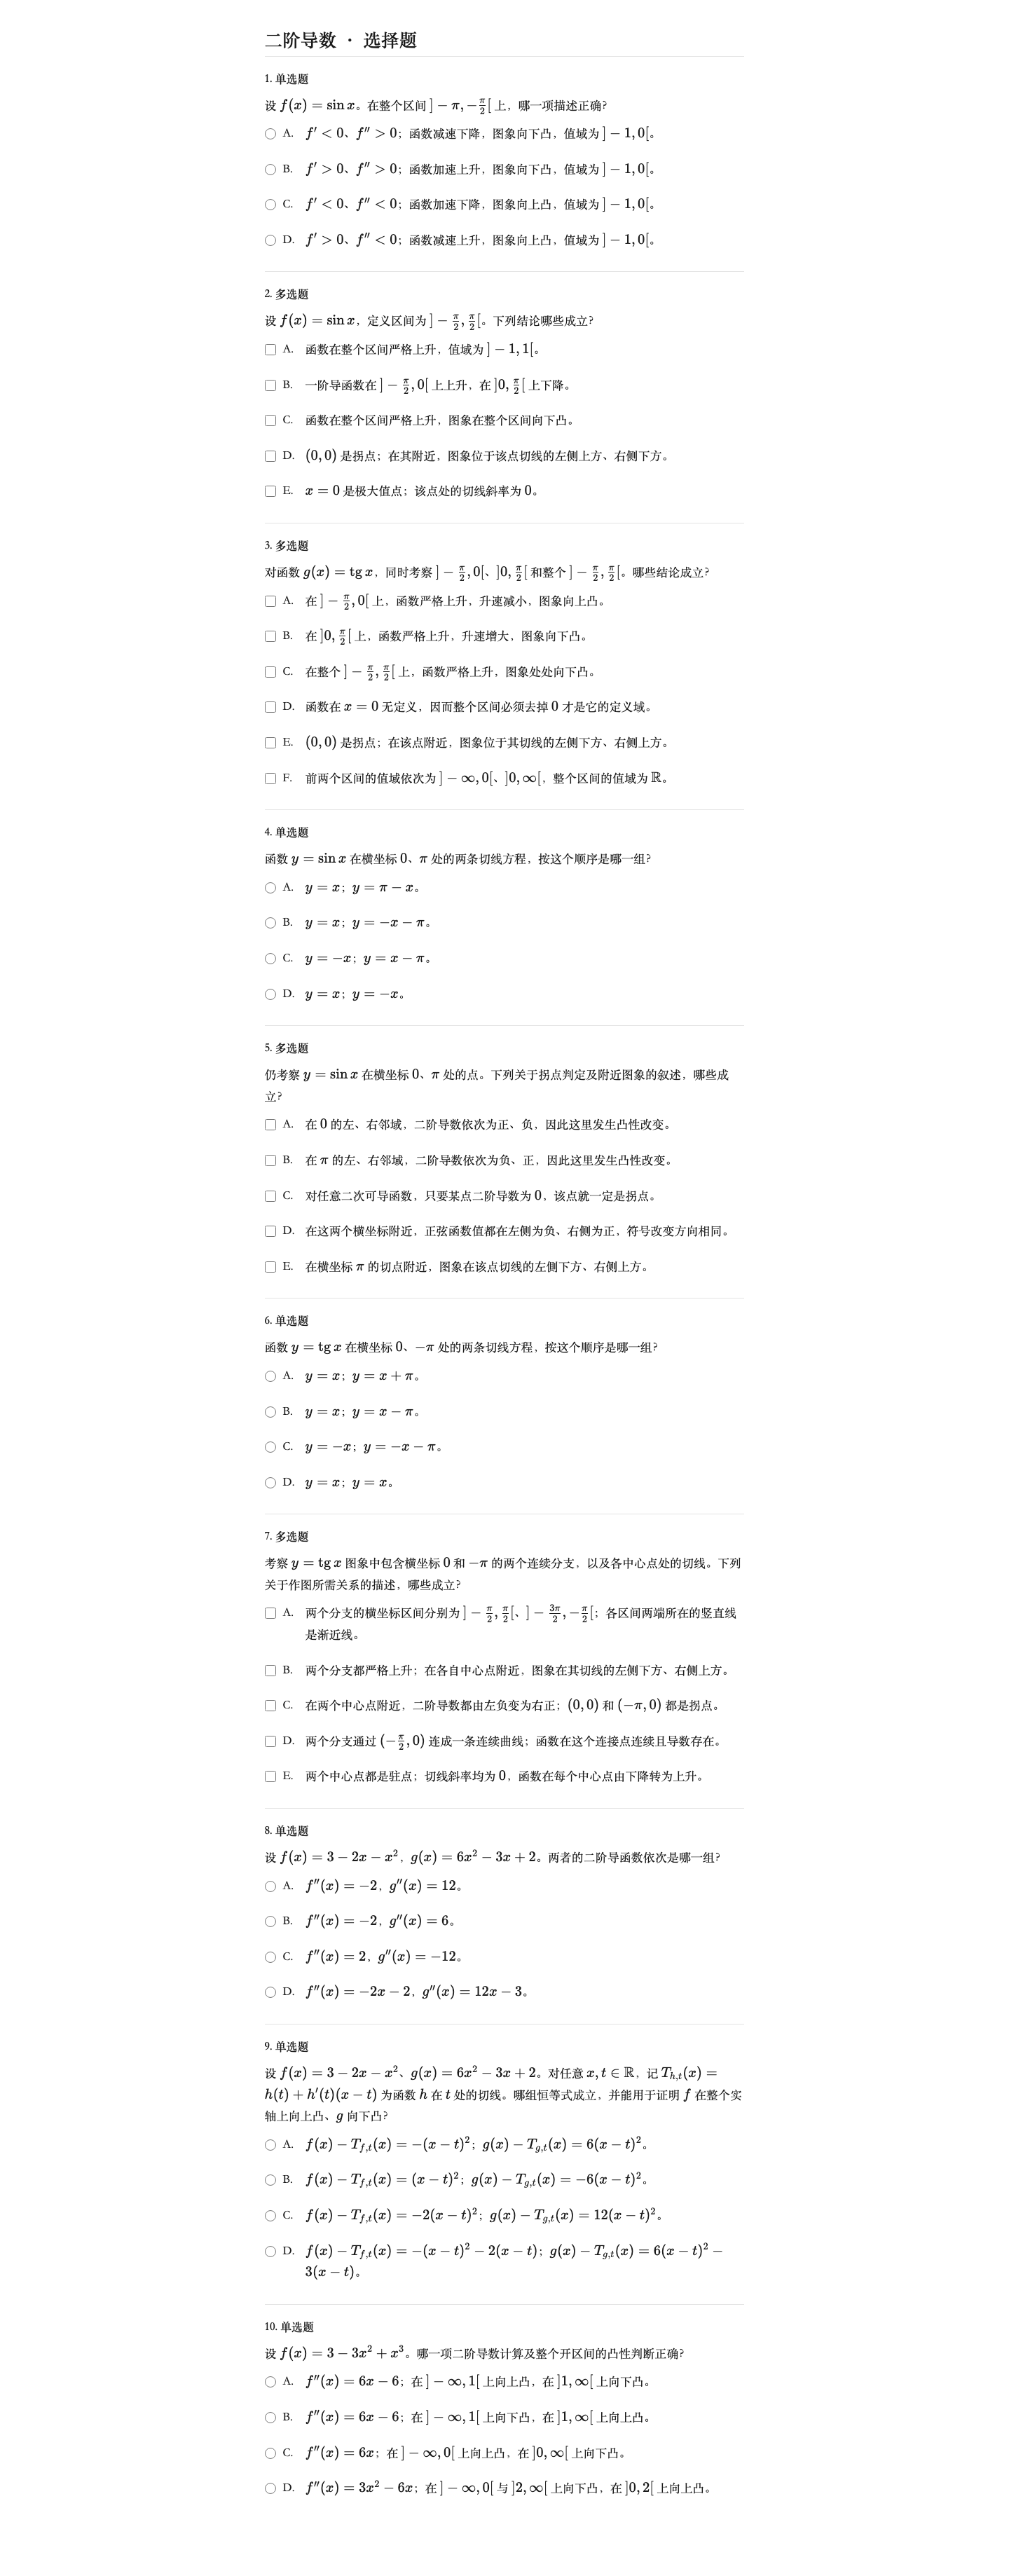 二阶导数 · 选择题
1. 单选题
设 f(x) = sin x。在整个区间 ]−π, −π/2[ 上，哪一项描述正确?
A. f′ < 0、f″ > 0；函数减速下降，图象向下凸，值域为 ]−1, 0[。
B. f′ > 0、f″ > 0；函数加速上升，图象向下凸，值域为 ]−1, 0[。
C. f′ < 0、f″ < 0；函数加速下降，图象向上凸，值域为 ]−1, 0[。
D. f′ > 0、f″ < 0；函数减速上升，图象向上凸，值域为 ]−1, 0[。
2. 多选题
设 f(x) = sin x，定义区间为 ]−π/2, π/2[。下列结论哪些成立?
A. 函数在整个区间严格上升，值域为 ]−1, 1[。
B. 一阶导函数在 ]−π/2, 0[ 上上升，在 ]0, π/2[ 上下降。
C. 函数在整个区间严格上升，图象在整个区间向下凸。
D. (0, 0) 是拐点；在其附近，图象位于该点切线的左侧上方、右侧下方。
E. x = 0 是极大值点；该点处的切线斜率为 0。
3. 多选题
对函数 g(x) = tg x，同时考察 ]−π/2, 0[、]0, π/2[ 和整个 ]−π/2, π/2[。哪些结论成立?
A. 在 ]−π/2, 0[ 上，函数严格上升，升速减小，图象向上凸。
B. 在 ]0, π/2[ 上，函数严格上升，升速增大，图象向下凸。
C. 在整个 ]−π/2, π/2[ 上，函数严格上升，图象处处向下凸。
D. 函数在 x = 0 无定义，因而整个区间必须去掉 0 才是它的定义域。
E. (0, 0) 是拐点；在该点附近，图象位于其切线的左侧下方、右侧上方。
F. 前两个区间的值域依次为 ]−∞, 0[、]0, ∞[，整个区间的值域为 ℝ。
4. 单选题
函数 y = sin x 在横坐标 0、π 处的两条切线方程，按这个顺序是哪一组?
A. y = x；y = π − x。
B. y = x；y = −x − π。
C. y = −x；y = x − π。
D. y = x；y = −x。
5. 多选题
仍考察 y = sin x 在横坐标 0、π 处的点。下列关于拐点判定及附近图象的叙述，哪些成
立?
A. 在 0 的左、右邻域，二阶导数依次为正、负，因此这里发生凸性改变。
B. 在 π 的左、右邻域，二阶导数依次为负、正，因此这里发生凸性改变。
C. 对任意二次可导函数，只要某点二阶导数为 0，该点就一定是拐点。
D. 在这两个横坐标附近，正弦函数值都在左侧为负、右侧为正，符号改变方向相同。
E. 在横坐标 π 的切点附近，图象在该点切线的左侧下方、右侧上方。
6. 单选题
函数 y = tg x 在横坐标 0、−π 处的两条切线方程，按这个顺序是哪一组?
A. y = x；y = x + π。
B. y = x；y = x − π。
C. y = −x；y = −x − π。
D. y = x；y = x。
7. 多选题
考察 y = tg x 图象中包含横坐标 0 和 −π 的两个连续分支，以及各中心点处的切线。下列
关于作图所需关系的描述，哪些成立?
A. 两个分支的横坐标区间分别为 ]−π/2, π/2[、]−3π/2, −π/2[；各区间两端所在的竖直线
是渐近线。
B. 两个分支都严格上升；在各自中心点附近，图象在其切线的左侧下方、右侧上方。
C. 在两个中心点附近，二阶导数都由左负变为右正；(0, 0) 和 (−π, 0) 都是拐点。
D. 两个分支通过 (−π/2, 0) 连成一条连续曲线；函数在这个连接点连续且导数存在。
E. 两个中心点都是驻点；切线斜率均为 0，函数在每个中心点由下降转为上升。
8. 单选题
设 f(x) = 3 − 2x − x²，g(x) = 6x² − 3x + 2。两者的二阶导函数依次是哪一组?
A. f″(x) = −2，g″(x) = 12。
B. f″(x) = −2，g″(x) = 6。
C. f″(x) = 2，g″(x) = −12。
D. f″(x) = −2x − 2，g″(x) = 12x − 3。
9. 单选题
设 f(x) = 3 − 2x − x²、g(x) = 6x² − 3x + 2。对任意 x, t ∈ ℝ，记 T_{h,t}(x) =
h(t) + h′(t)(x − t) 为函数 h 在 t 处的切线。哪组恒等式成立，并能用于证明 f 在整个实
轴上向上凸、g 向下凸?
A. f(x) − T_{f,t}(x) = −(x − t)²；g(x) − T_{g,t}(x) = 6(x − t)²。
B. f(x) − T_{f,t}(x) = (x − t)²；g(x) − T_{g,t}(x) = −6(x − t)²。
C. f(x) − T_{f,t}(x) = −2(x − t)²；g(x) − T_{g,t}(x) = 12(x − t)²。
D. f(x) − T_{f,t}(x) = −(x − t)² − 2(x − t)；g(x) − T_{g,t}(x) = 6(x − t)² −
3(x − t)。
10. 单选题
设 f(x) = 3 − 3x² + x³。哪一项二阶导数计算及整个开区间的凸性判断正确?
A. f″(x) = 6x − 6；在 ]−∞, 1[ 上向上凸，在 ]1, ∞[ 上向下凸。
B. f″(x) = 6x − 6；在 ]−∞, 1[ 上向下凸，在 ]1, ∞[ 上向上凸。
C. f″(x) = 6x；在 ]−∞, 0[ 上向上凸，在 ]0, ∞[ 上向下凸。
D. f″(x) = 3x² − 6x；在 ]−∞, 0[ 与 ]2, ∞[ 上向下凸，在 ]0, 2[ 上向上凸。